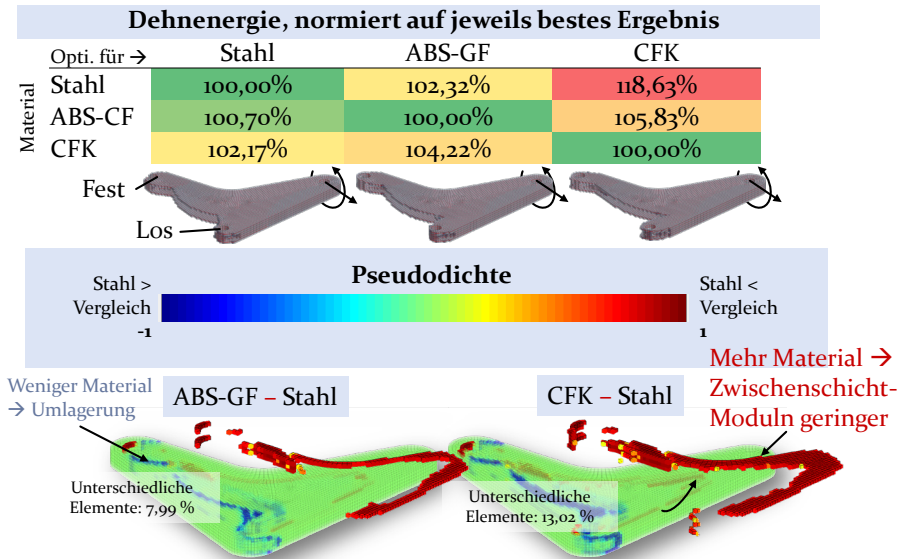 Dehnenergie, normiert auf jeweils bestes Ergebnis
Opti. für → Stahl ABS-GF CFK
Material
Stahl 100,00% 102,32% 118,63%
ABS-CF 100,70% 100,00% 105,83%
CFK 102,17% 104,22% 100,00%
Fest
Los
Pseudodichte
Stahl >
Vergleich
-1
Stahl <
Vergleich
1
Weniger Material
→ Umlagerung
ABS-GF – Stahl
CFK – Stahl
Mehr Material →
Zwischenschicht-
Moduln geringer
Unterschiedliche
Elemente: 7,99 %
Unterschiedliche
Elemente: 13,02 %